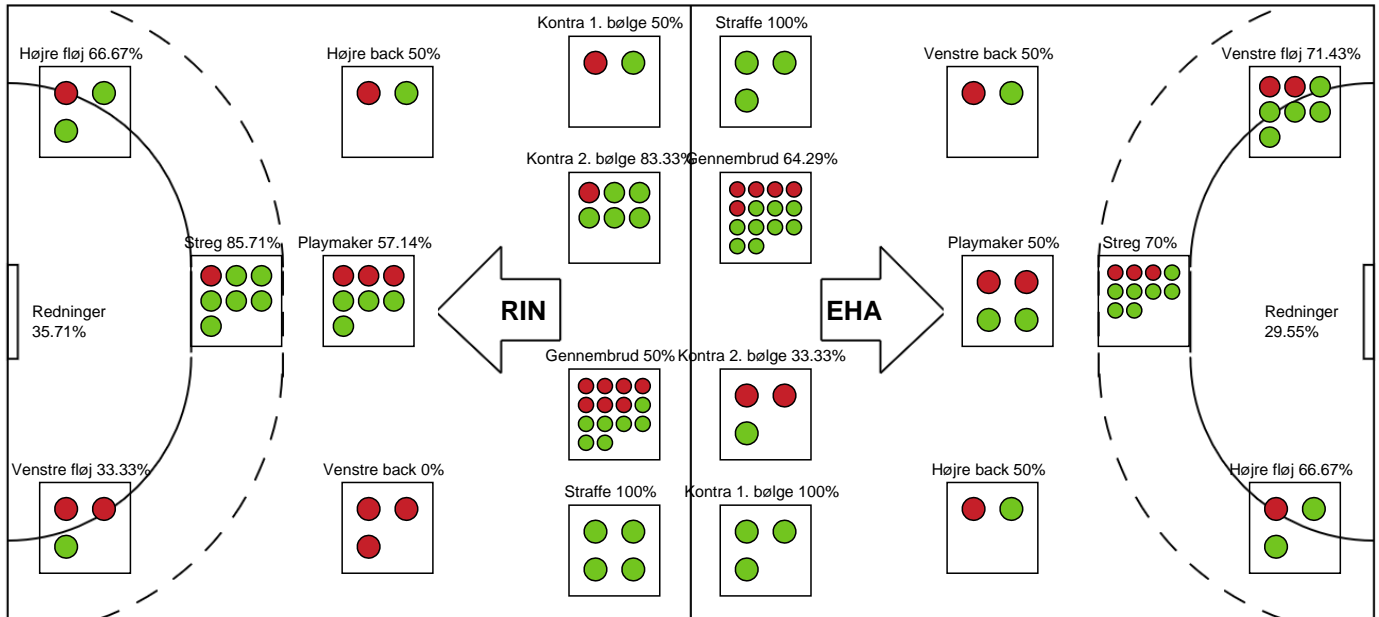 Kontra 1. bølge 50%
Straffe 100%
Højre fløj 66.67%
Højre back 50%
Venstre back 50%
Venstre fløj 71.43%
Kontra 2. bølge 83.33%
Gennembrud 64.29%
Streg 85.71%
Playmaker 57.14%
Playmaker 50%
Streg 70%
Redninger
35.71%
RIN
EHA
Redninger
29.55%
Gennembrud 50%
Kontra 2. bølge 33.33%
Venstre fløj 33.33%
Venstre back 0%
Højre back 50%
Højre fløj 66.67%
Straffe 100%
Kontra 1. bølge 100%